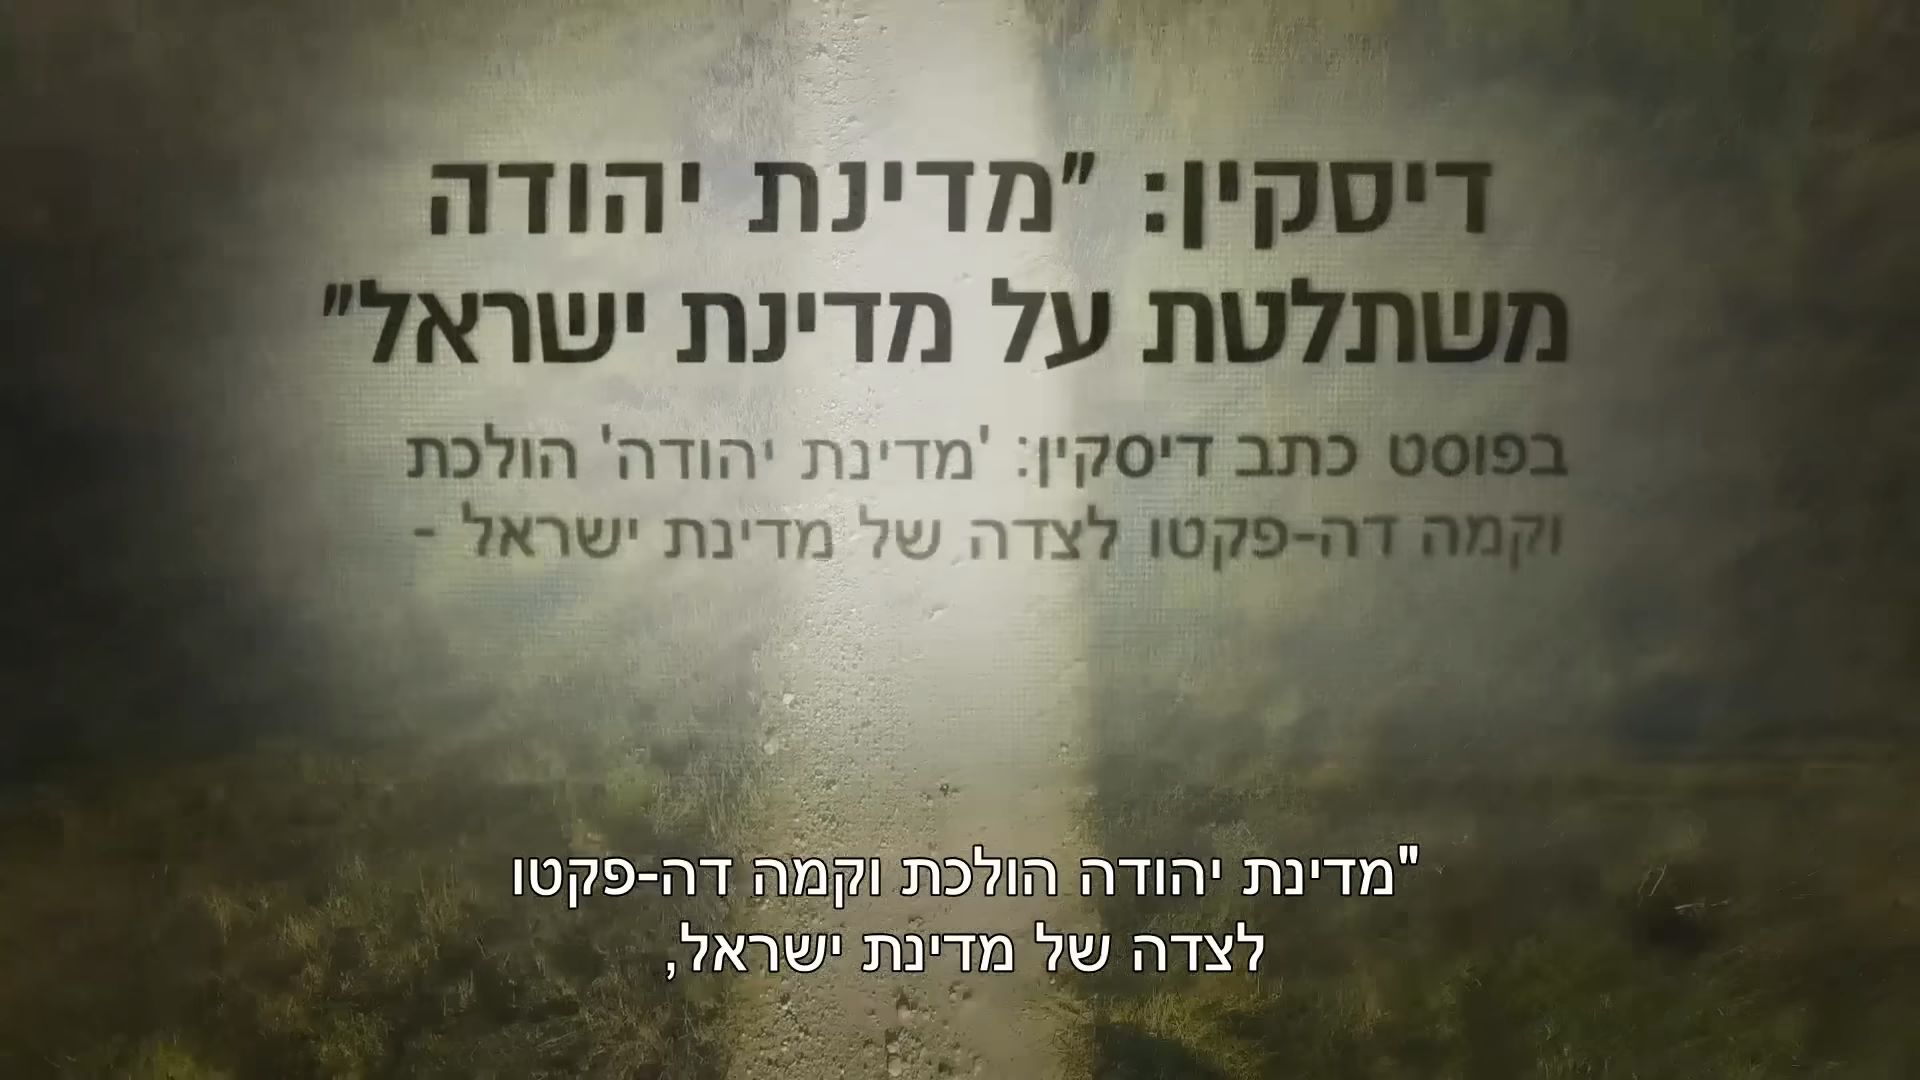 דיסקין: "מדינת יהודה
משתלטת על מדינת ישראל"
בפוסט כתב דיסקין: 'מדינת יהודה' הולכת
וקמה דה-פקטו לצדה של מדינת ישראל -
"מדינת יהודה הולכת וקמה דה-פקטו
לצדה של מדינת ישראל,